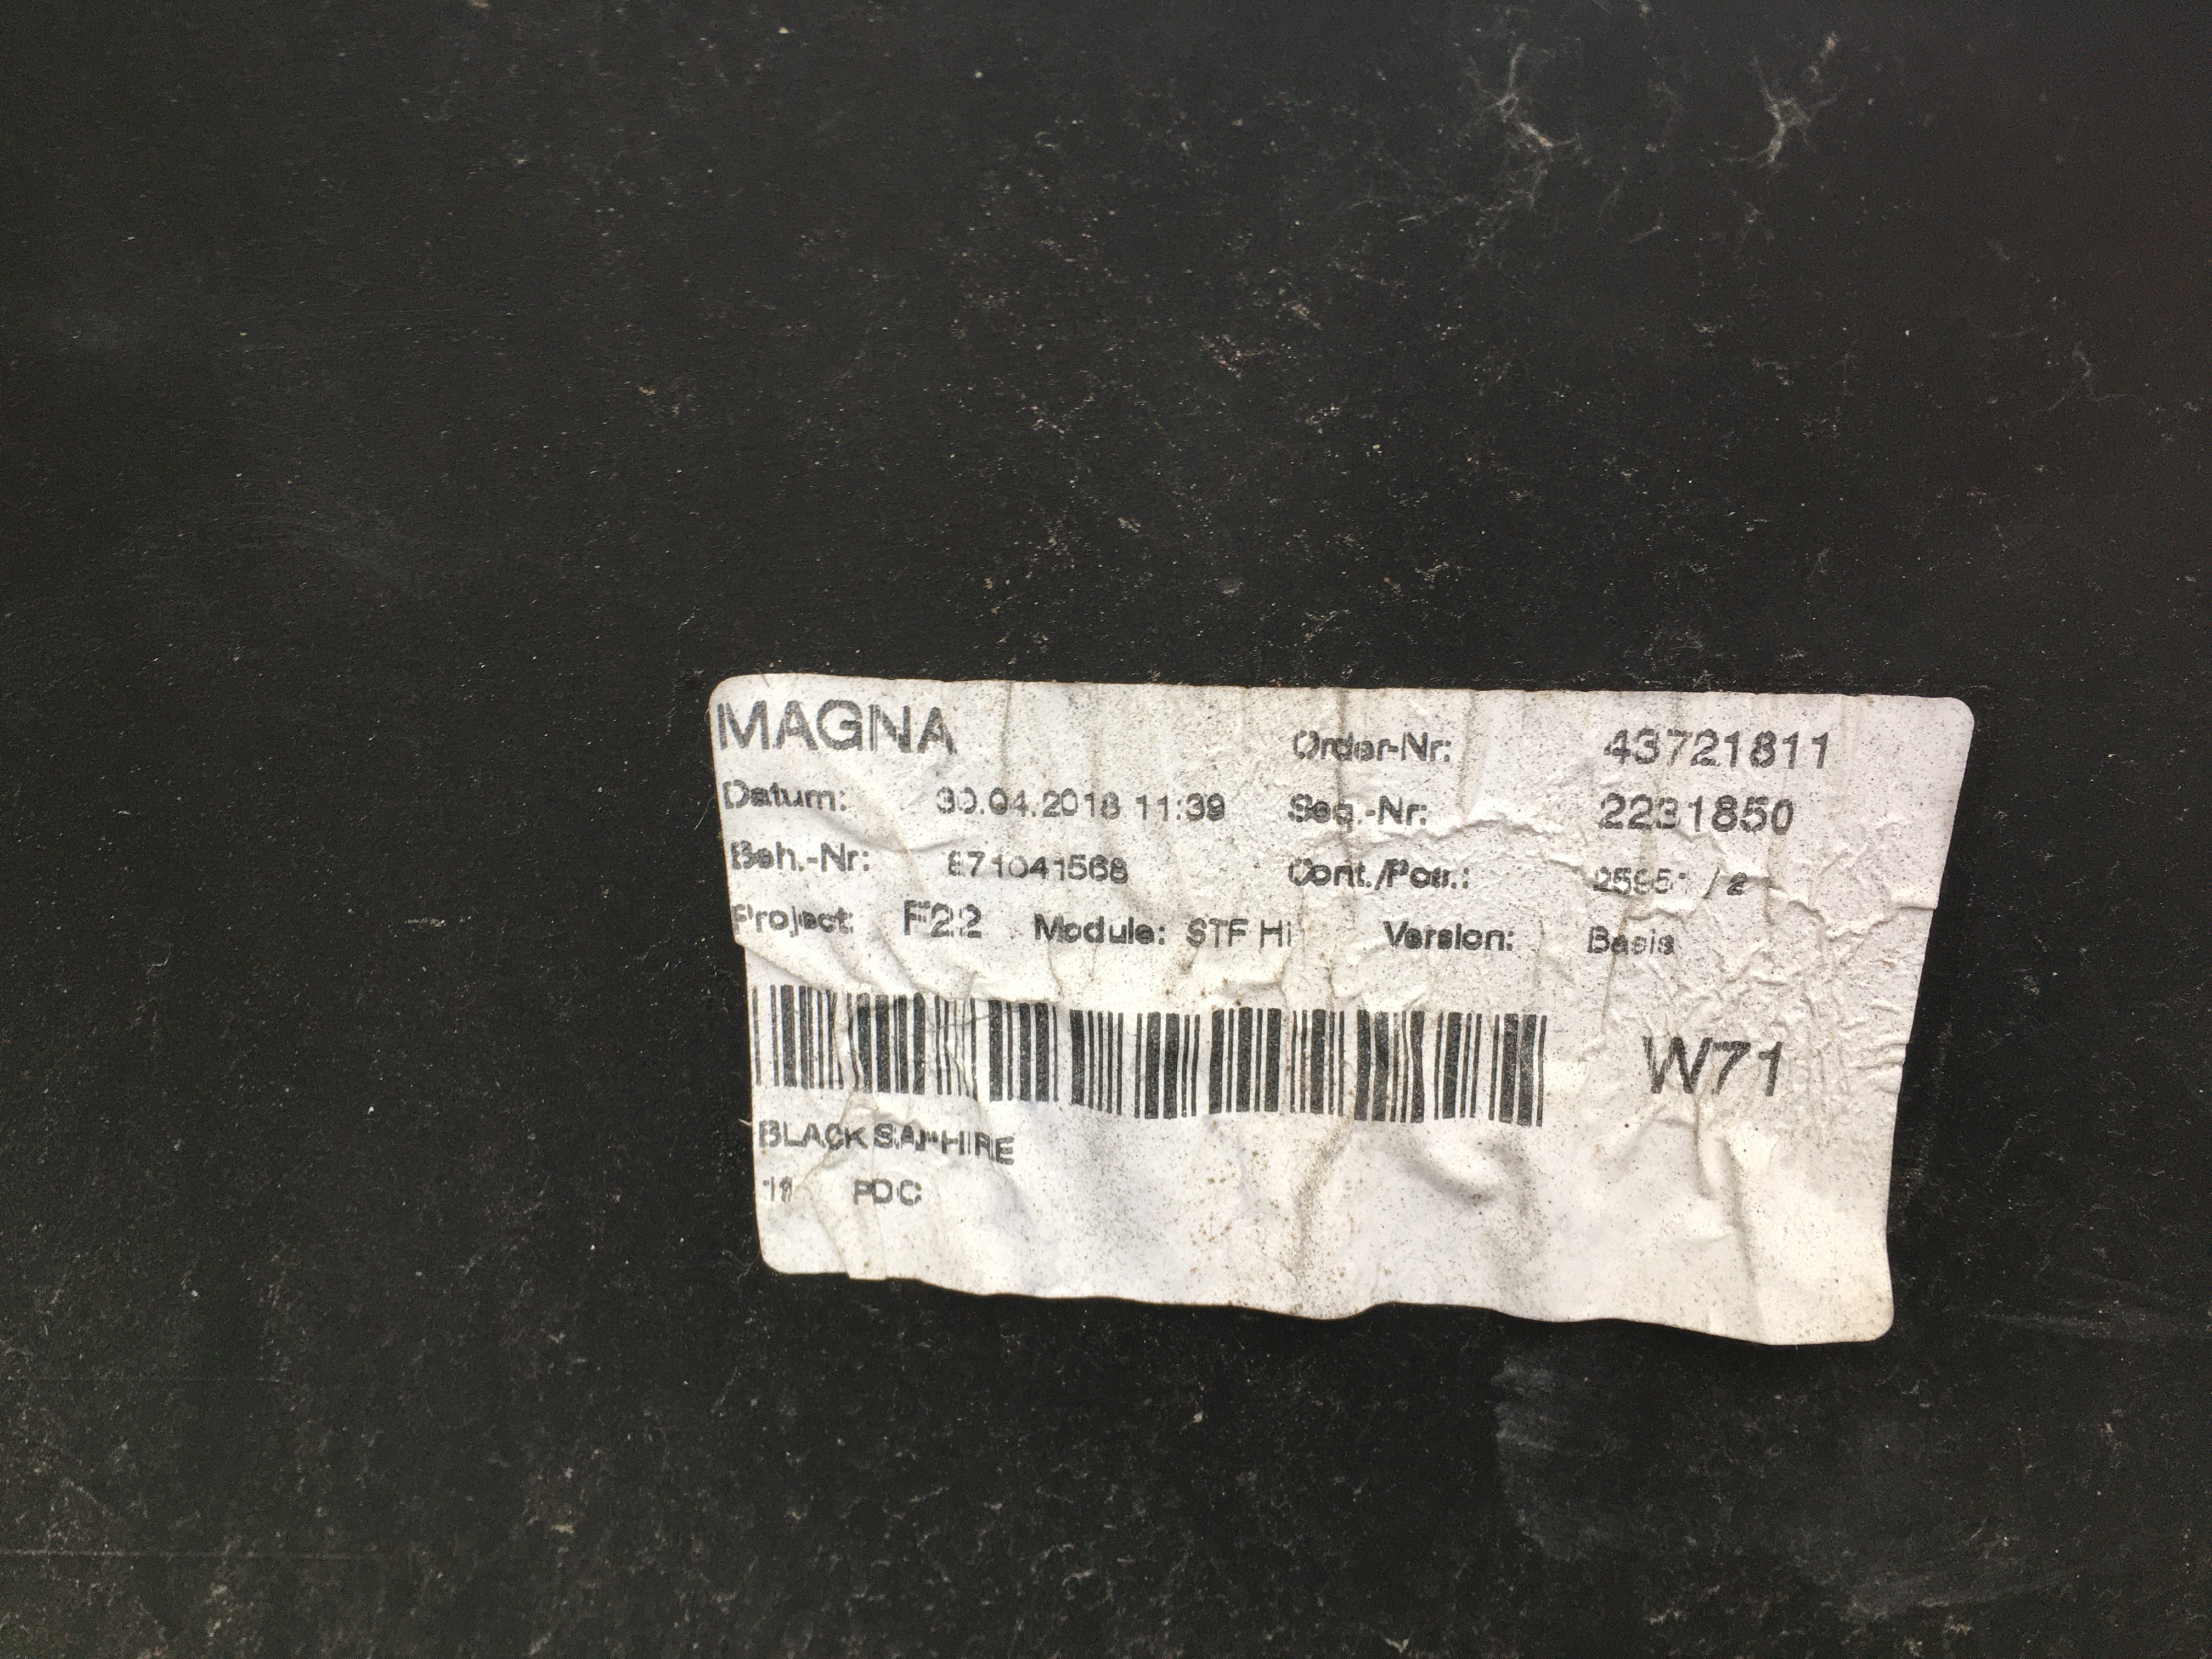 MAGNA Order-Nr: 43721811
Datum: 30.04.2018 11:39 Seq.-Nr: 2231850
Beh.-Nr: 871041568 Cont./Pos.:
Project: F22 Module: STF Hi Version: Basis
W71
BLACK SAPHIRE
PDC